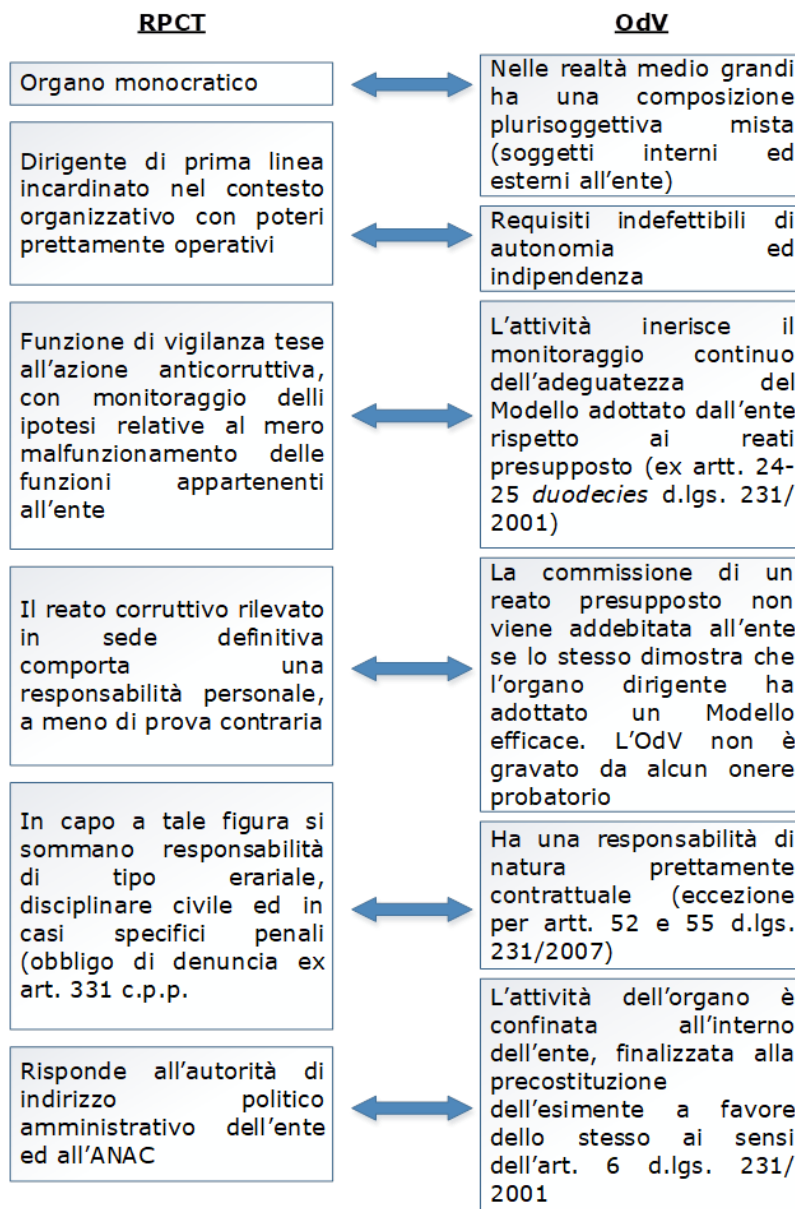 RPCT
OdV
Organo monocratico
Nelle realtà medio grandi
ha una composizione
plurisoggettiva mista
(soggetti interni ed
esterni all’ente)
Dirigente di prima linea
incardinato nel contesto
organizzativo con poteri
prettamente operativi
Requisiti indefettibili di
autonomia ed
indipendenza
Funzione di vigilanza tese
all’azione anticorruttiva,
con monitoraggio delli
ipotesi relative al mero
malfunzionamento delle
funzioni appartenenti
all’ente
L’attività inerisce il
monitoraggio continuo
dell’adeguatezza del
Modello adottato dall’ente
rispetto ai reati
presupposto (ex artt. 24-
25 duodecies d.lgs. 231/
2001)
Il reato corruttivo rilevato
in sede definitiva
comporta una
responsabilità personale,
a meno di prova contraria
La commissione di un
reato presupposto non
viene addebitata all’ente
se lo stesso dimostra che
l’organo dirigente ha
adottato un Modello
efficace. L’OdV non è
gravato da alcun onere
probatorio
In capo a tale figura si
sommano responsabilità
di tipo erariale,
disciplinare civile ed in
casi specifici penali
(obbligo di denuncia ex
art. 331 c.p.p.
Ha una responsabilità di
natura prettamente
contrattuale (eccezione
per artt. 52 e 55 d.lgs.
231/2007)
Risponde all’autorità di
indirizzo politico
amministrativo dell’ente
ed all’ANAC
L’attività dell’organo è
confinata all’interno
dell’ente, finalizzata alla
precostituzione
dell’esimente a favore
dello stesso ai sensi
dell’art. 6 d.lgs. 231/
2001